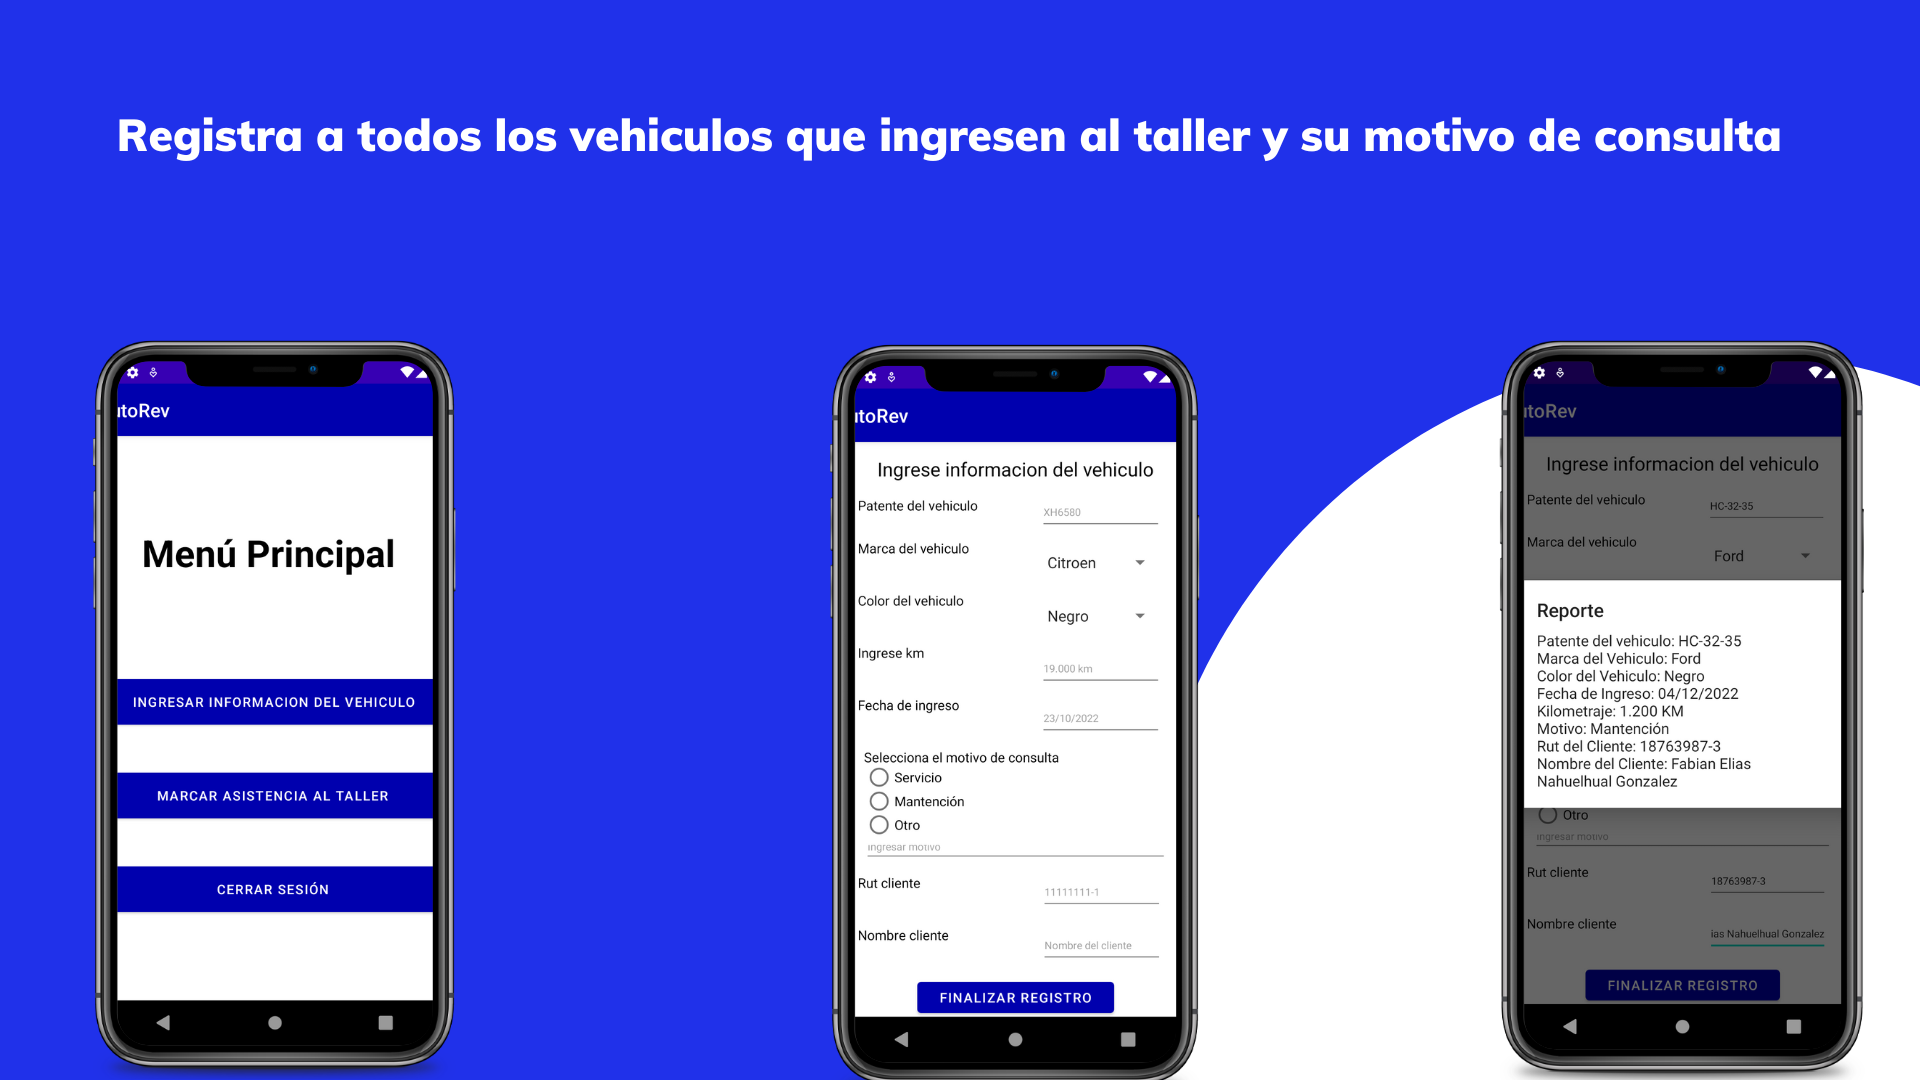 Registra a todos los vehiculos que ingresen al taller y su motivo de consulta
utoRev
Menú Principal
INGRESAR INFORMACION DEL VEHICULO
MARCAR ASISTENCIA AL TALLER
CERRAR SESIÓN
utoRev
Ingrese informacion del vehiculo
Patente del vehiculo
XH6580
Marca del vehiculo
Citroen
Color del vehiculo
Negro
Ingrese km
19.000 km
Fecha de ingreso
23/10/2022
Selecciona el motivo de consulta
Servicio
Mantención
Otro
Ingresar motivo
Rut cliente
11111111-1
Nombre cliente
Nombre del cliente
FINALIZAR REGISTRO
utoRev
Ingrese informacion del vehiculo
Patente del vehiculo
HC-32-35
Marca del vehiculo
Ford
Reporte
Patente del vehiculo: HC-32-35
Marca del Vehiculo: Ford
Color del Vehiculo: Negro
Fecha de Ingreso: 04/12/2022
Kilometraje: 1.200 KM
Motivo: Mantención
Rut del Cliente: 18763987-3
Nombre del Cliente: Fabian Elias
Nahuelhual Gonzalez
Otro
Ingresar motivo
Rut cliente
18763987-3
Nombre cliente
ias Nahuelhual Gonzalez
FINALIZAR REGISTRO